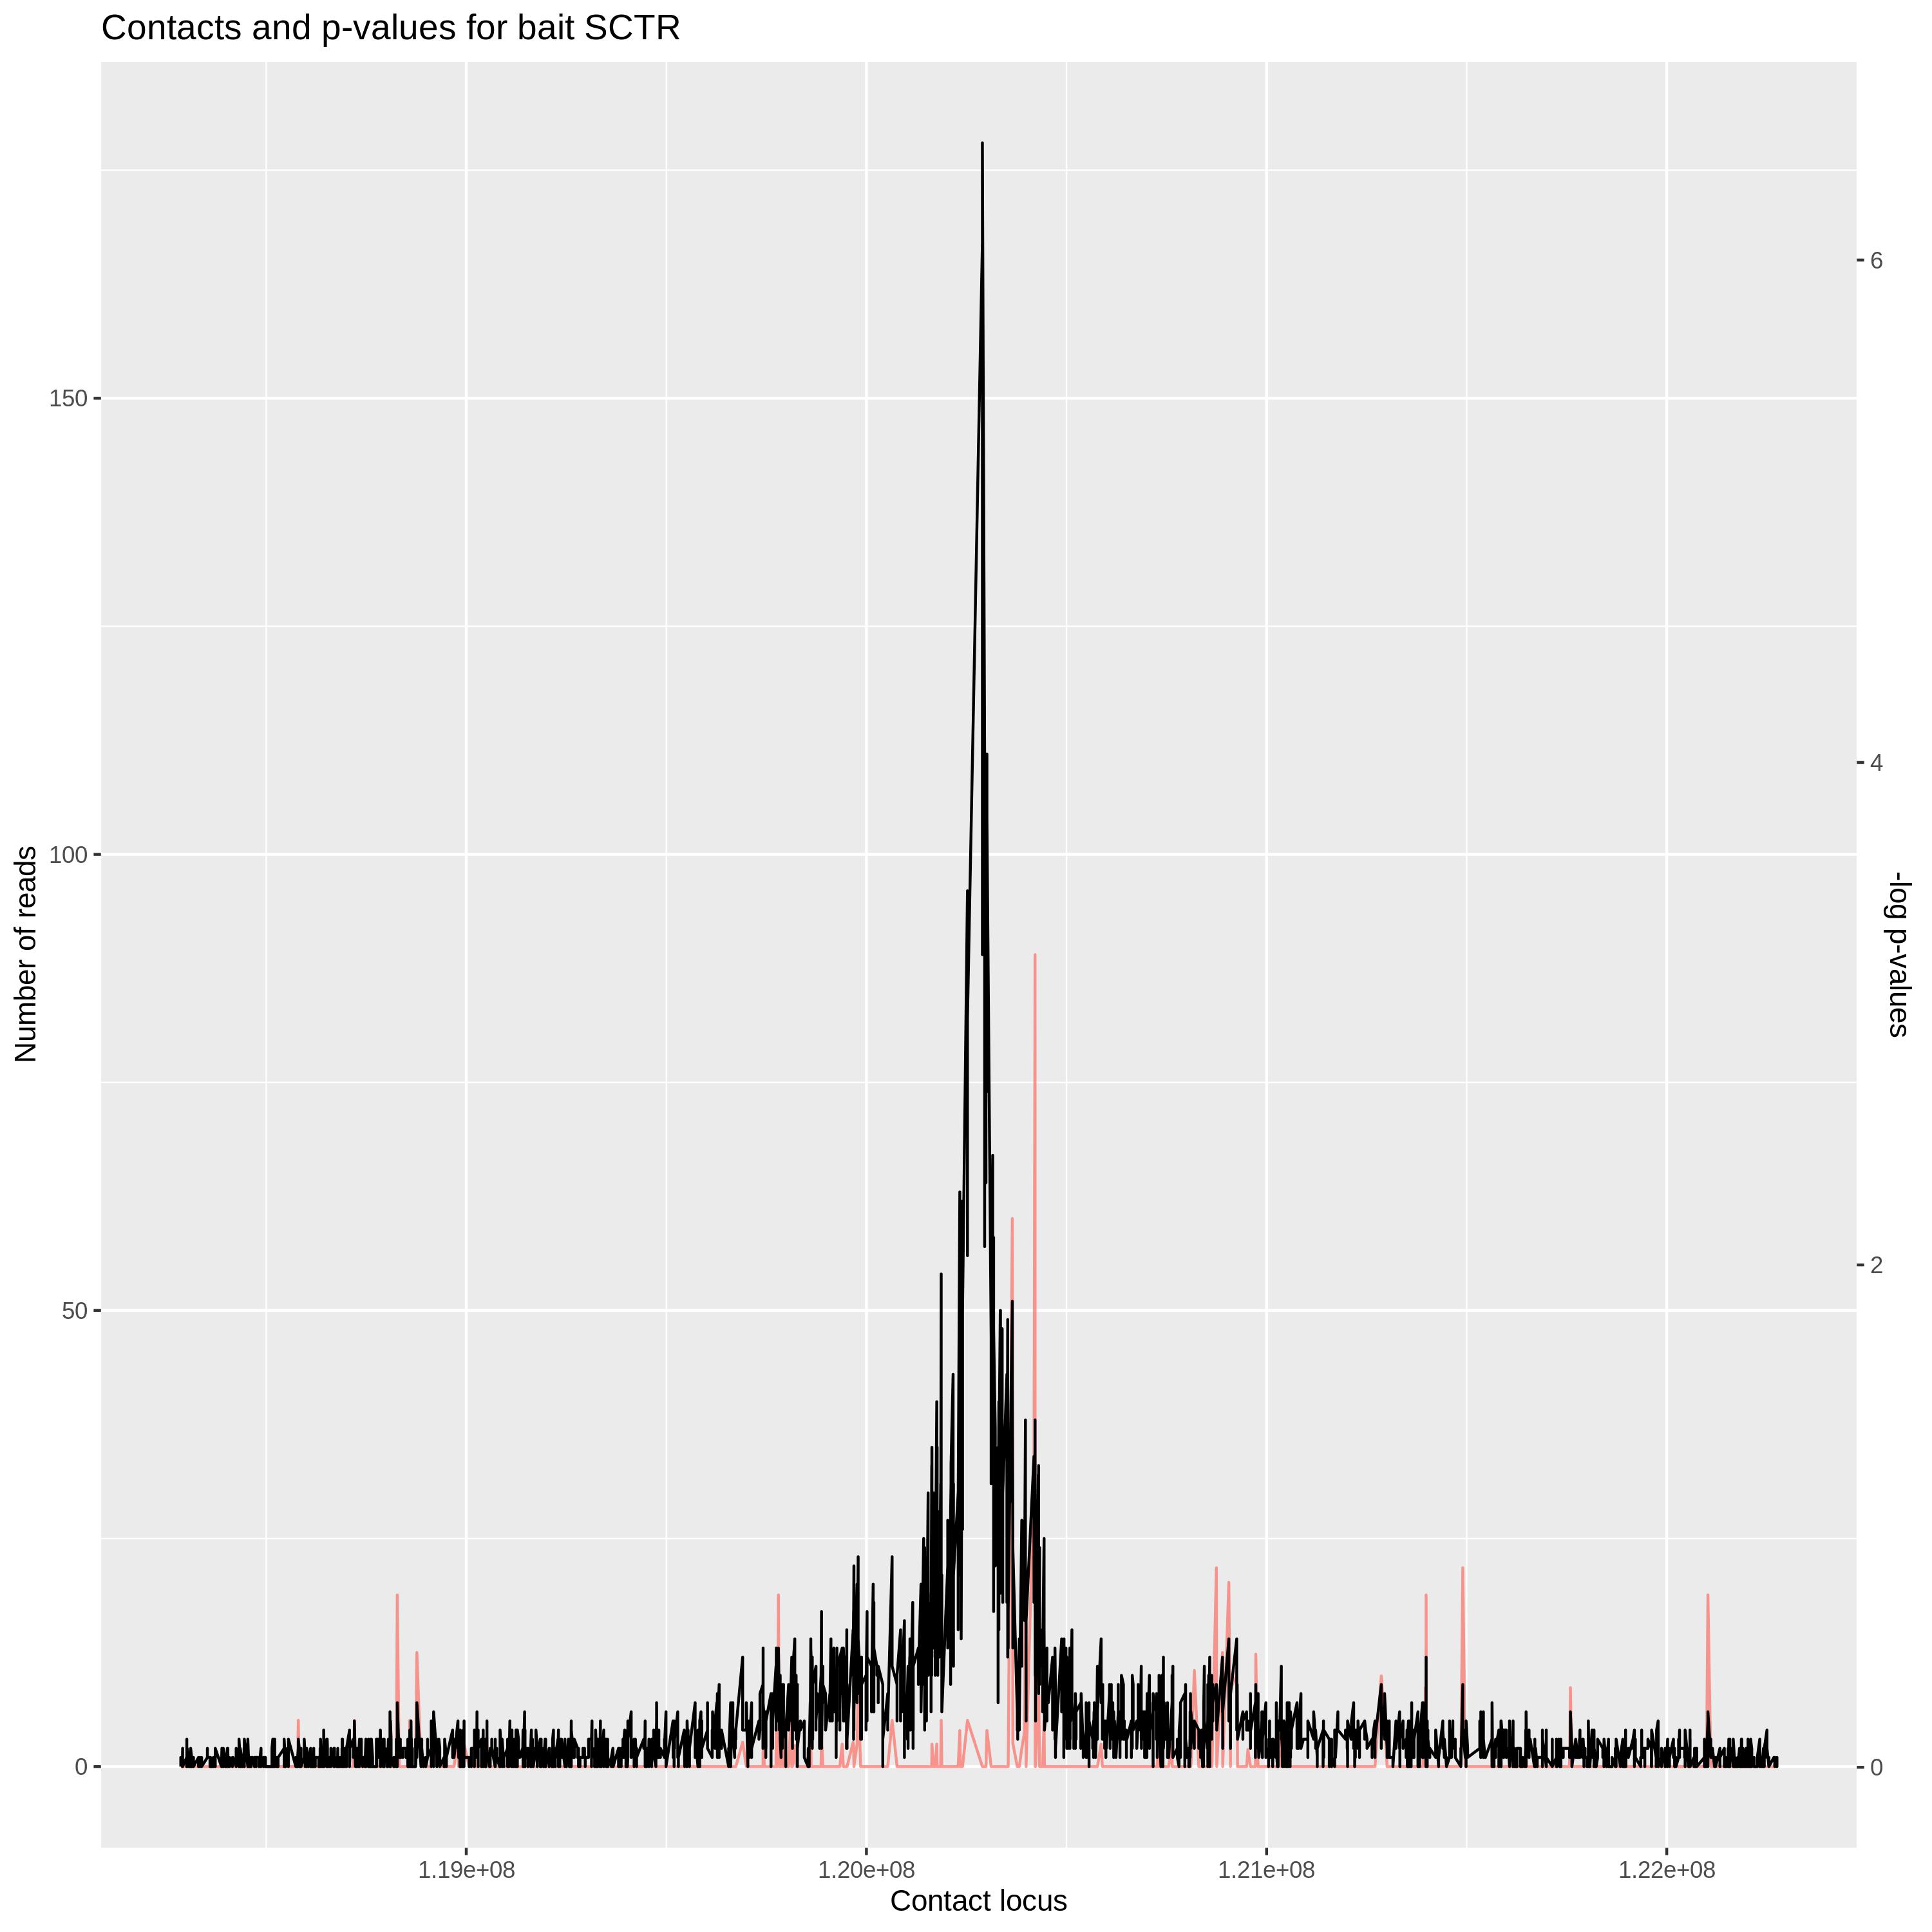 Contacts and p-values for bait SCTR
Number of reads
150
100
50
0
6
4
2
0
-log p-values
1.19e+08 1.20e+08 1.21e+08 1.22e+08
Contact locus